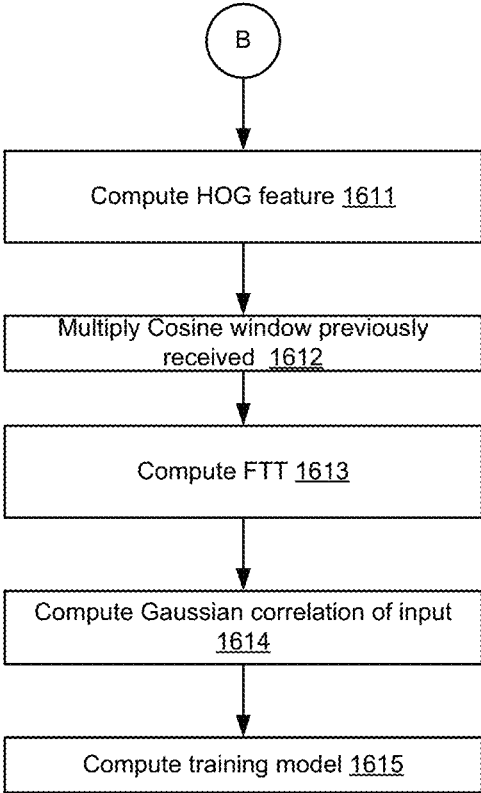 B
Compute HOG feature 1611
Multiply Cosine window previously
received 1612
Compute FTT 1613
Compute Gaussian correlation of input
1614
Compute training model 1615